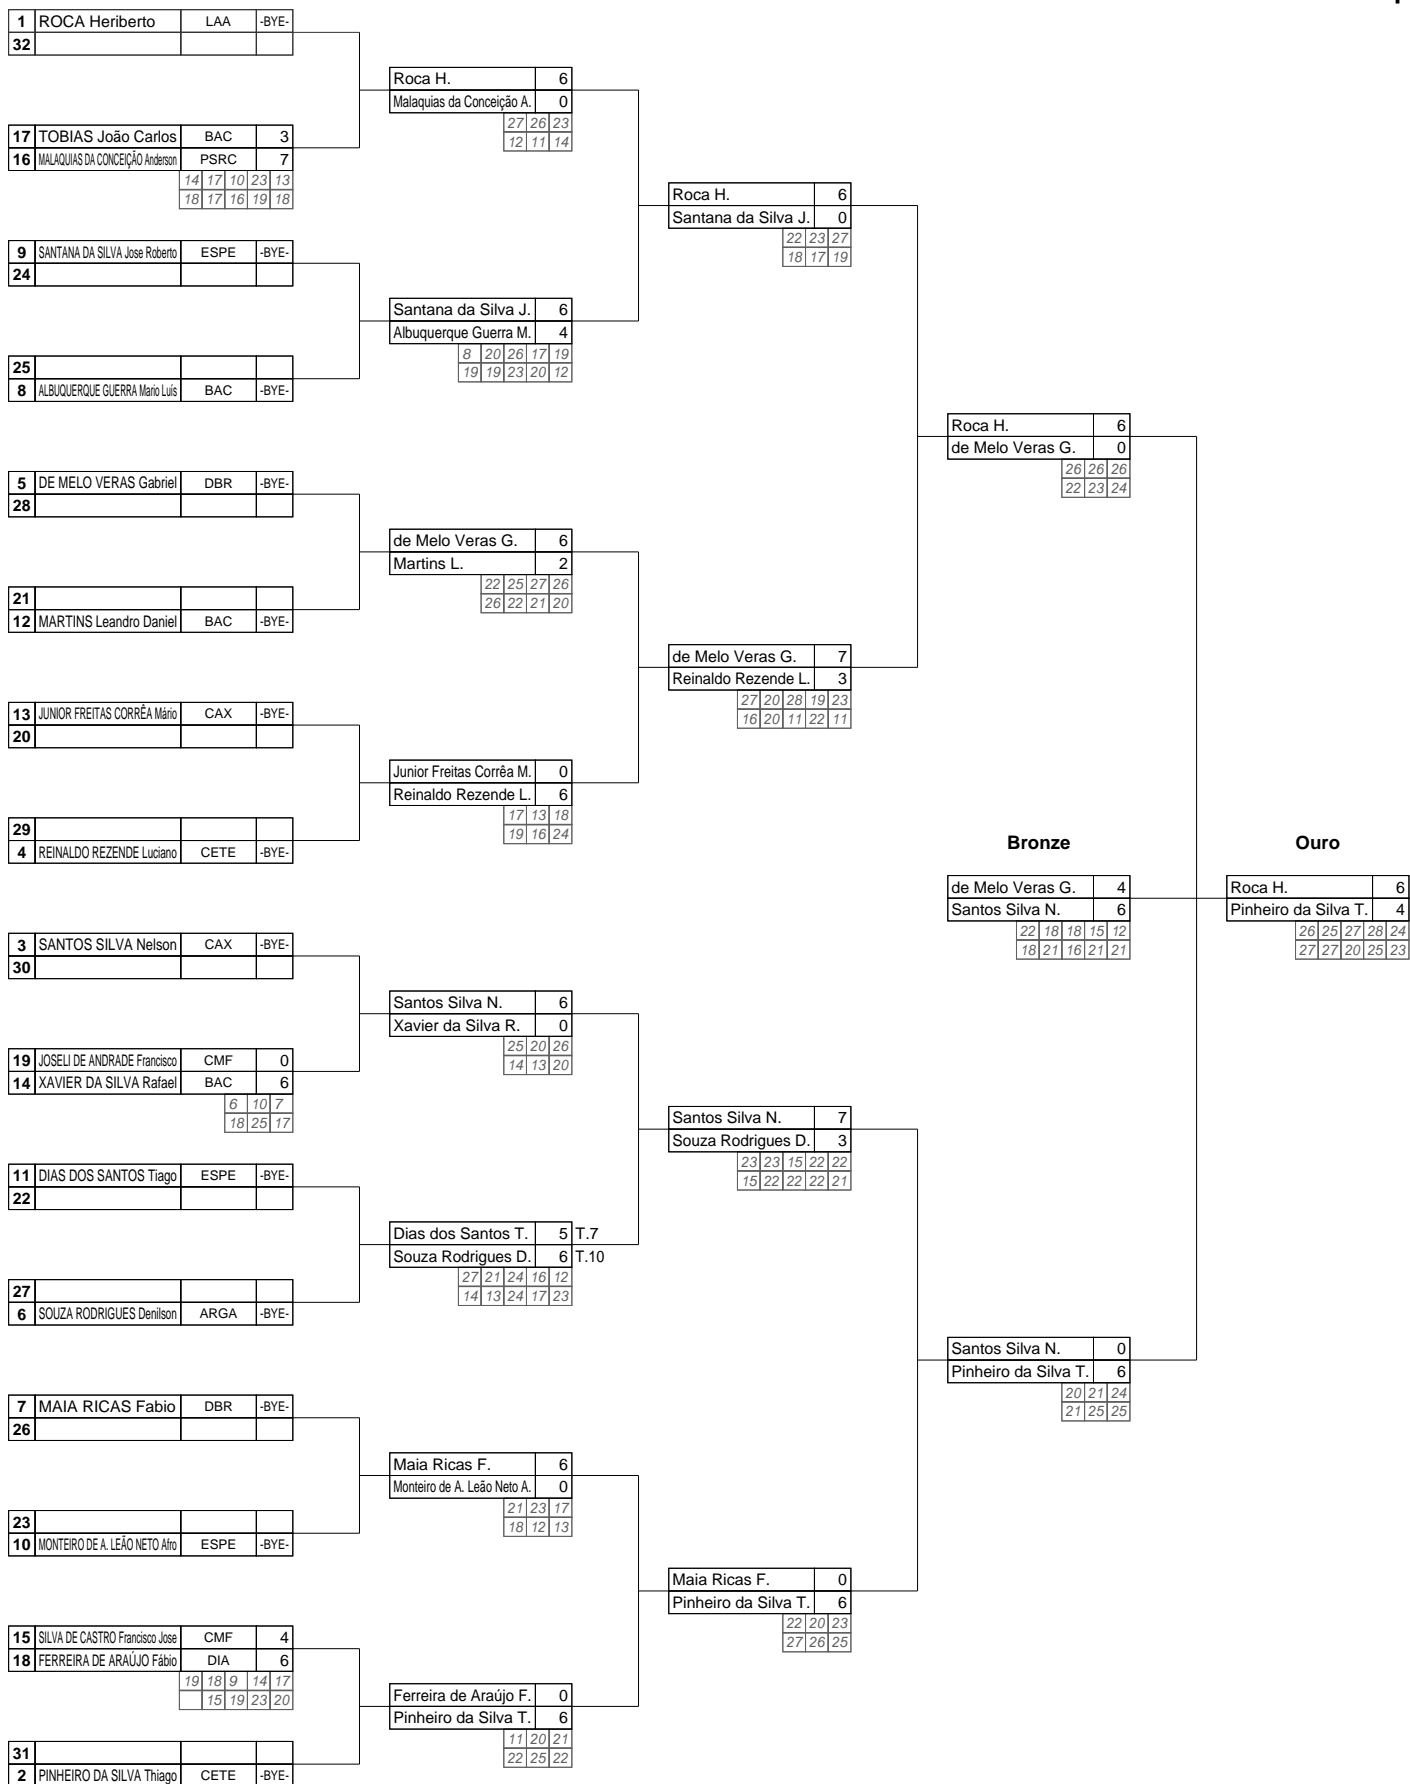 1 ROCA Heriberto LAA -BYE-
32
Roca H. 6
Malaquias da Conceição A. 0
27 26 23
12 11 14
17 TOBIAS João Carlos BAC 3
16 MALAQUIAS DA CONCEIÇÃO Anderson PSRC 7
14 17 10 23 13
18 17 16 19 18
Roca H. 6
Santana da Silva J. 0
22 23 27
18 17 19
9 SANTANA DA SILVA Jose Roberto ESPE -BYE-
24
Santana da Silva J. 6
Albuquerque Guerra M. 4
8 20 26 17 19
19 19 23 20 12
25
8 ALBUQUERQUE GUERRA Mario Luís BAC -BYE-
Roca H. 6
de Melo Veras G. 0
26 26 26
22 23 24
5 DE MELO VERAS Gabriel DBR -BYE-
28
de Melo Veras G. 6
Martins L. 2
22 25 27 26
26 22 21 20
21
12 MARTINS Leandro Daniel BAC -BYE-
de Melo Veras G. 7
Reinaldo Rezende L. 3
27 20 28 19 23
16 20 11 22 11
13 JUNIOR FREITAS CORRÊA Mário CAX -BYE-
20
Junior Freitas Corrêa M. 0
Reinaldo Rezende L. 6
17 13 18
19 16 24
29
4 REINALDO REZENDE Luciano CETE -BYE-
Bronze Ouro
de Melo Veras G. 4
Santos Silva N. 6
22 18 18 15 12
18 21 16 21 21
Roca H. 6
Pinheiro da Silva T. 4
26 25 27 28 24
27 27 20 25 23
3 SANTOS SILVA Nelson CAX -BYE-
30
Santos Silva N. 6
Xavier da Silva R. 0
25 20 26
14 13 20
19 JOSELI DE ANDRADE Francisco CMF 0
14 XAVIER DA SILVA Rafael BAC 6
6 10 7
18 25 17
Santos Silva N. 7
Souza Rodrigues D. 3
23 23 15 22 22
15 22 22 22 21
11 DIAS DOS SANTOS Tiago ESPE -BYE-
22
Dias dos Santos T. 5 T.7
Souza Rodrigues D. 6 T.10
27 21 24 16 12
14 13 24 17 23
27
6 SOUZA RODRIGUES Denilson ARGA -BYE-
Santos Silva N. 0
Pinheiro da Silva T. 6
20 21 24
21 25 25
7 MAIA RICAS Fabio DBR -BYE-
26
Maia Ricas F. 6
Monteiro de A. Leão Neto A. 0
21 23 17
18 12 13
23
10 MONTEIRO DE A. LEÃO NETO Afro ESPE -BYE-
Maia Ricas F. 0
Pinheiro da Silva T. 6
22 20 23
27 26 25
15 SILVA DE CASTRO Francisco Jose CMF 4
18 FERREIRA DE ARAÚJO Fábio DIA 6
19 18 9 14 17
15 19 23 20
Ferreira de Araújo F. 0
Pinheiro da Silva T. 6
11 20 21
22 25 22
31
2 PINHEIRO DA SILVA Thiago CETE -BYE-